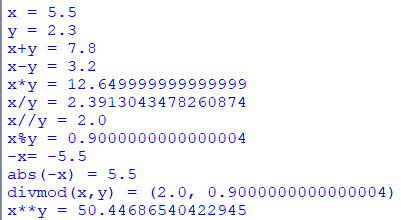 x = 5.5
y = 2.3
x+y = 7.8
x-y = 3.2
x*y = 12.649999999999999
x/y = 2.3913043478260874
x//y = 2.0
x%y = 0.9000000000000004
-x= -5.5
abs(-x) = 5.5
divmod(x,y) = (2.0, 0.9000000000000004)
x**y = 50.44686540422945